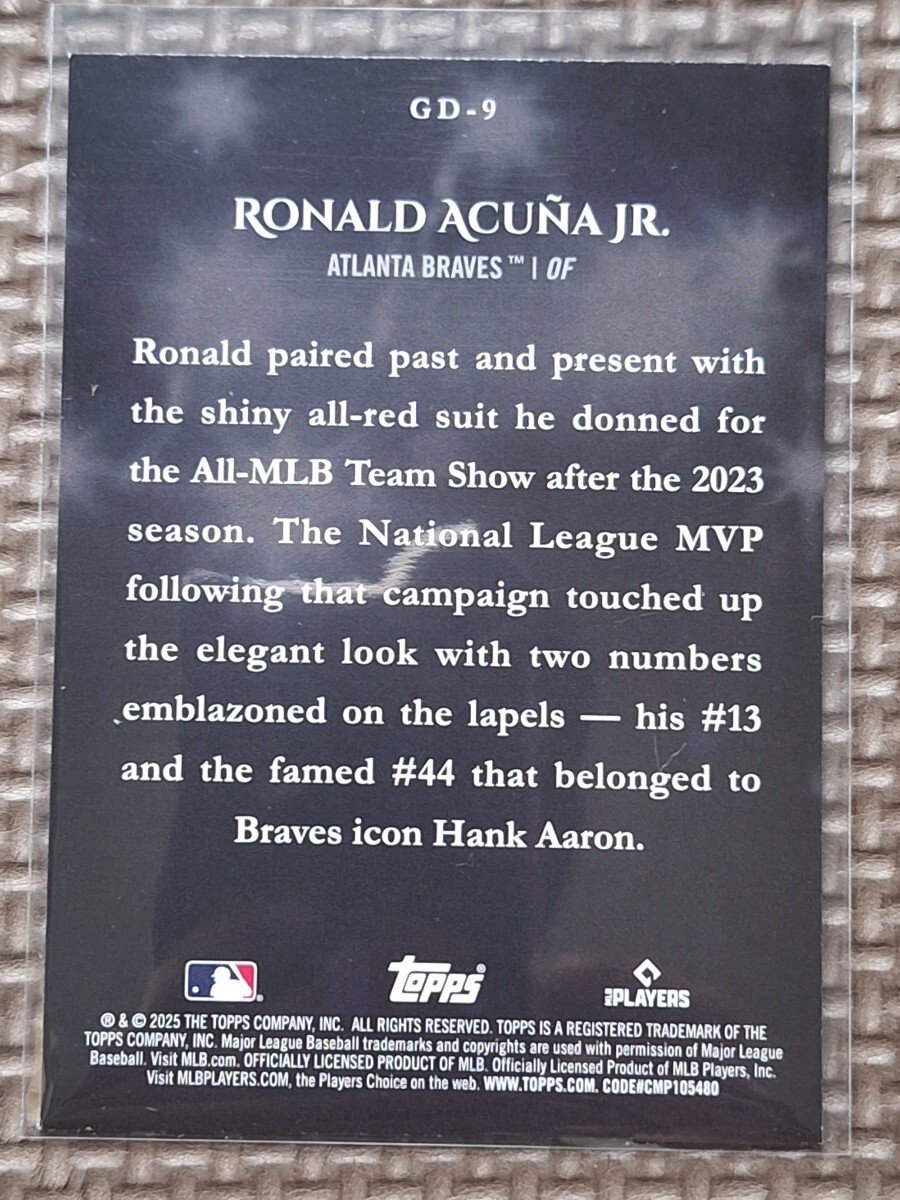 GD-9
RONALD ACUÑA JR.
ATLANTA BRAVES™ | OF
Ronald paired past and present with
the shiny all-red suit he donned for
the All-MLB Team Show after the 2023
season. The National League MVP
following that campaign touched up
the elegant look with two numbers
emblazoned on the lapels — his #13
and the famed #44 that belonged to
Braves icon Hank Aaron.
Topps®
MLB PLAYERS
® & © 2025 THE TOPPS COMPANY, INC. ALL RIGHTS RESERVED. TOPPS IS A REGISTERED TRADEMARK OF THE
TOPPS COMPANY, INC. Major League Baseball trademarks and copyrights are used with permission of Major League
Baseball. Visit MLB.com. OFFICIALLY LICENSED PRODUCT OF MLB. Officially Licensed Product of MLB Players, Inc.
Visit MLBPLAYERS.COM, the Players Choice on the web. WWW.TOPPS.COM. CODE#CMP105480